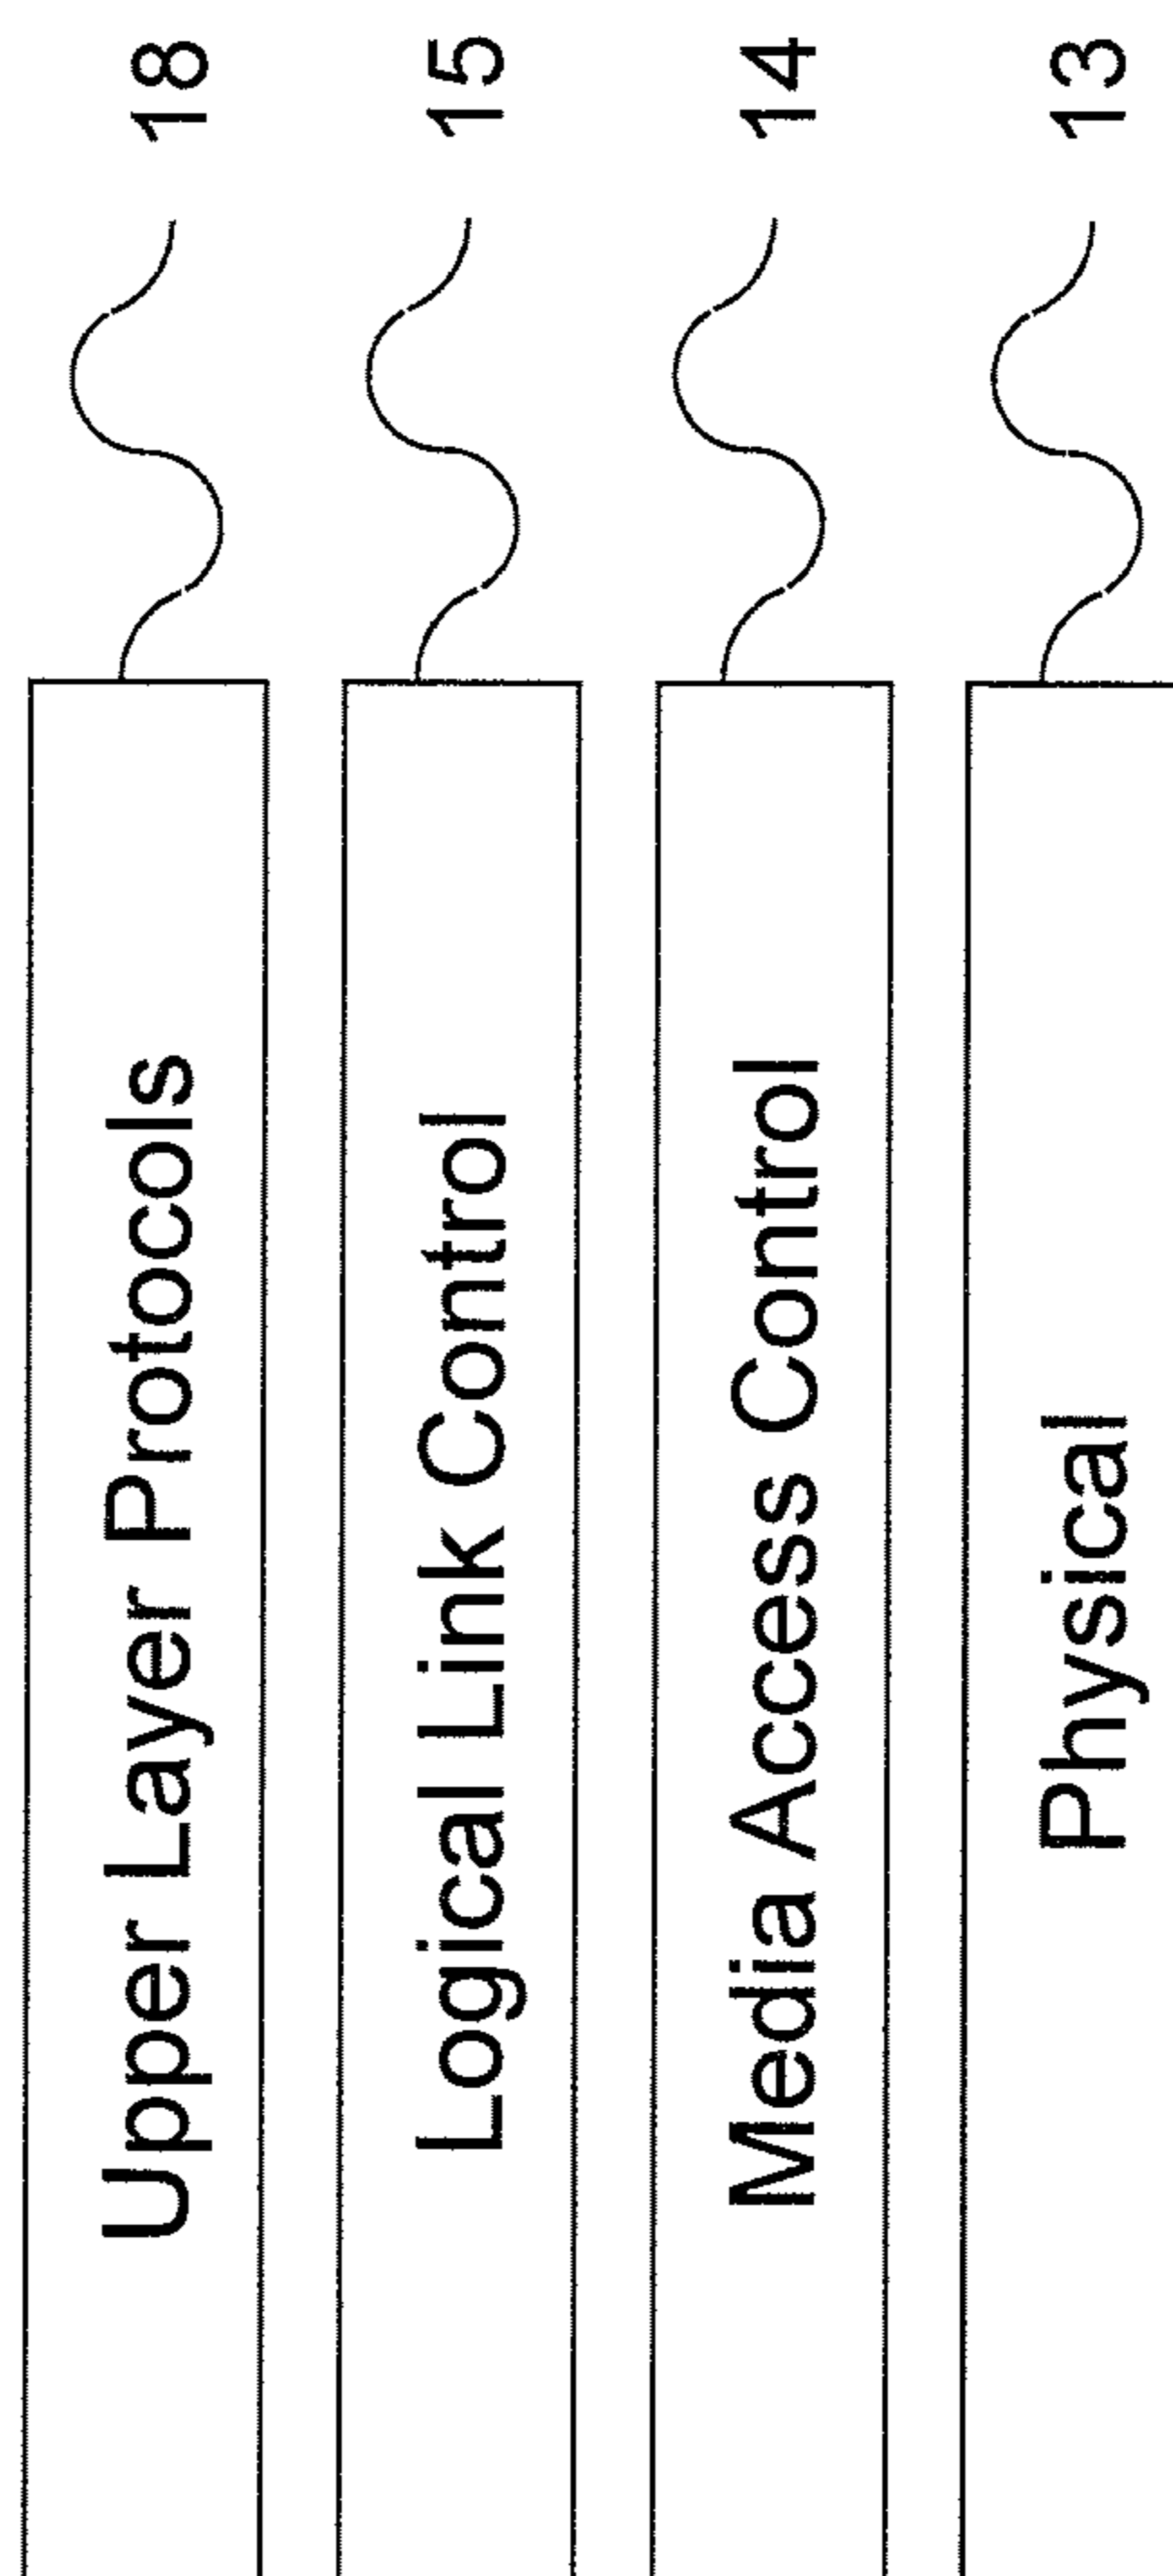 Upper Layer Protocols 18
Logical Link Control 15
Media Access Control 14
Physical 13